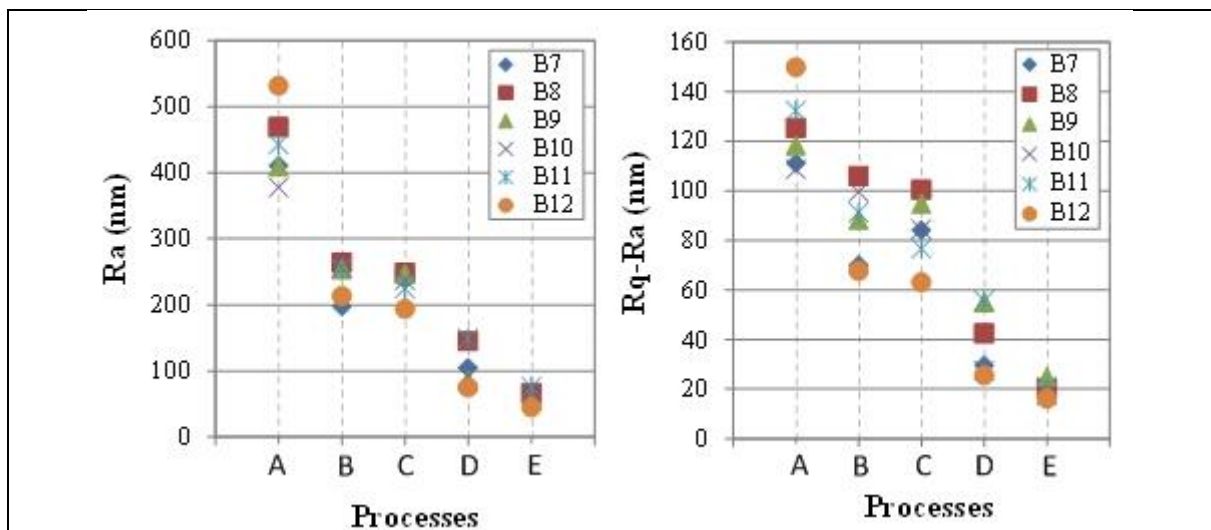 600
500
400
300
200
100
0
Ra (nm)
B7
B8
B9
B10
B11
B12
A B C D E
Processes
160
140
120
100
80
60
40
20
0
Rq-Ra (nm)
B7
B8
B9
B10
B11
B12
A B C D E
Processes